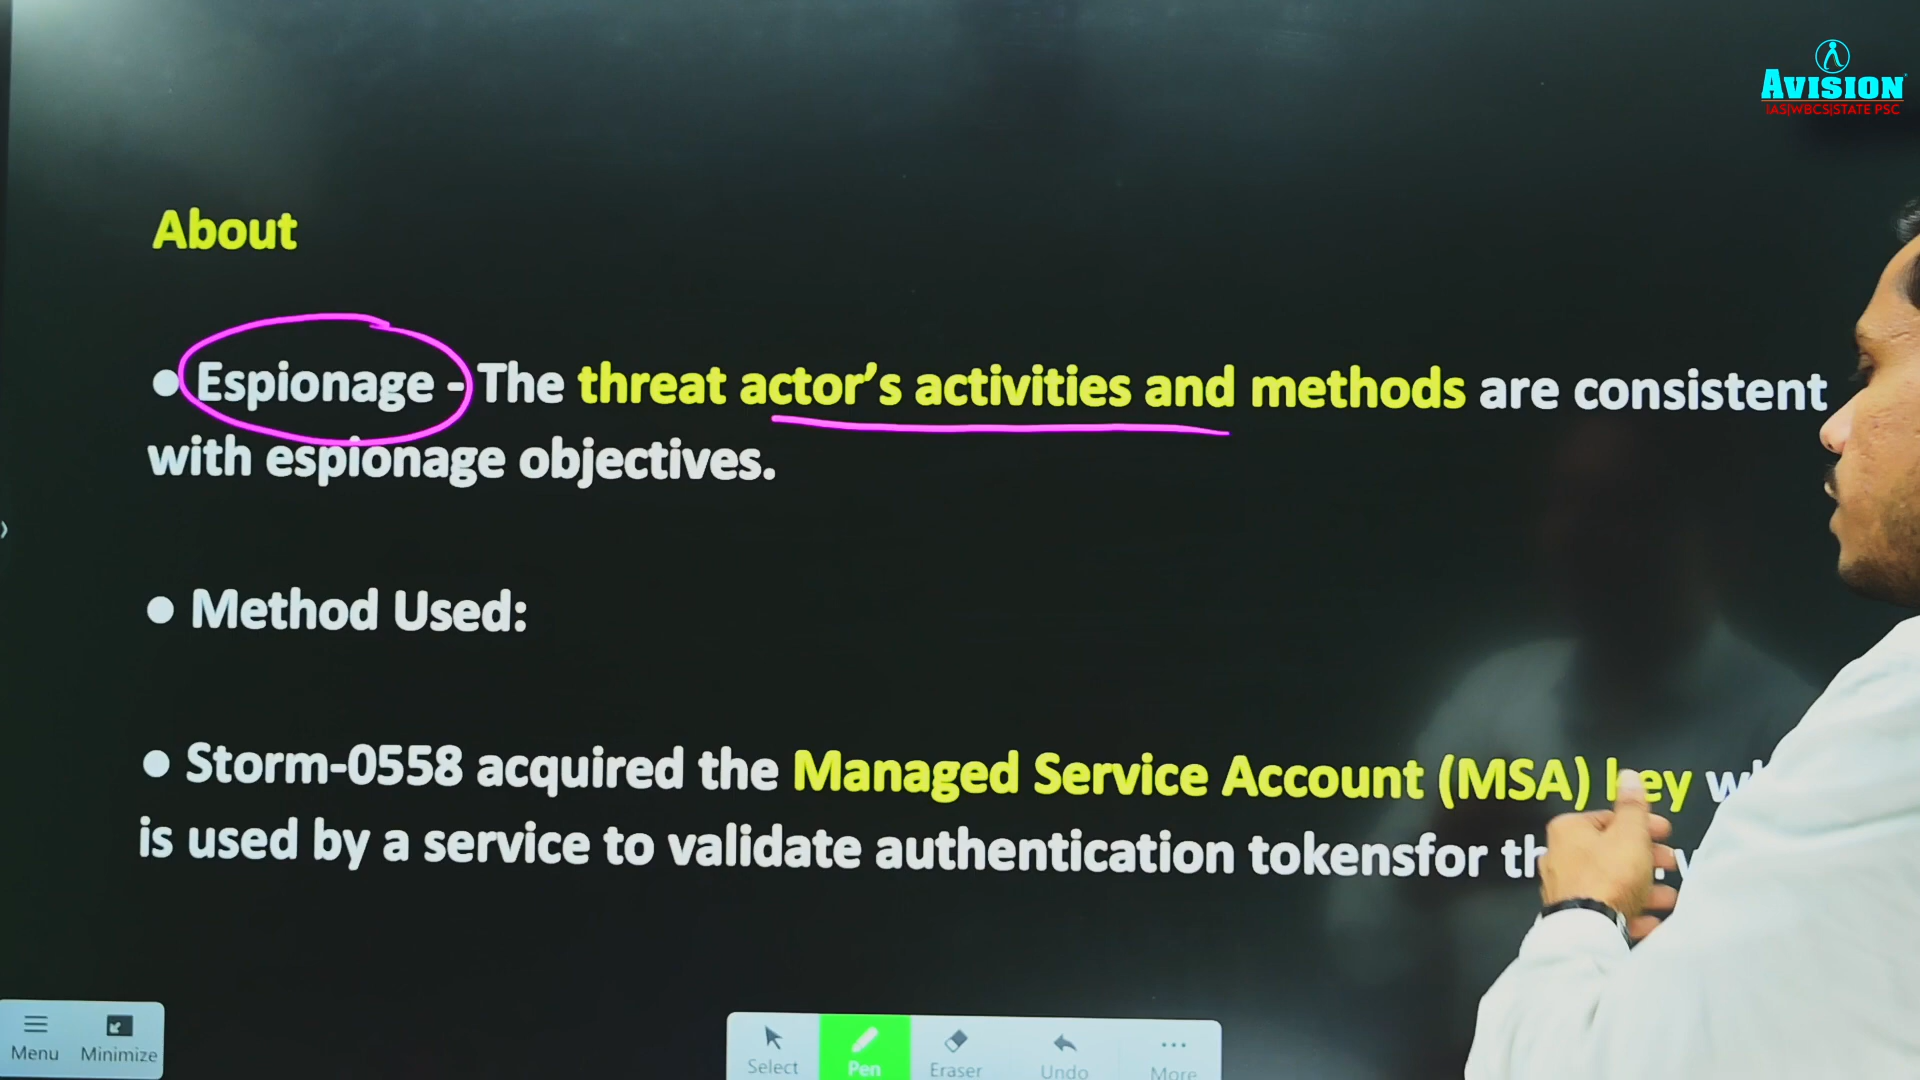 AVISION
IAS|WBCS|STATE PSC
About
● Espionage - The threat actor's activities and methods are consistent
with espionage objectives.
● Method Used:
● Storm-0558 acquired the Managed Service Account (MSA) key
is used by a service to validate authentication tokensfor
Menu
Minimize
Select
Pen
Eraser
Undo
More